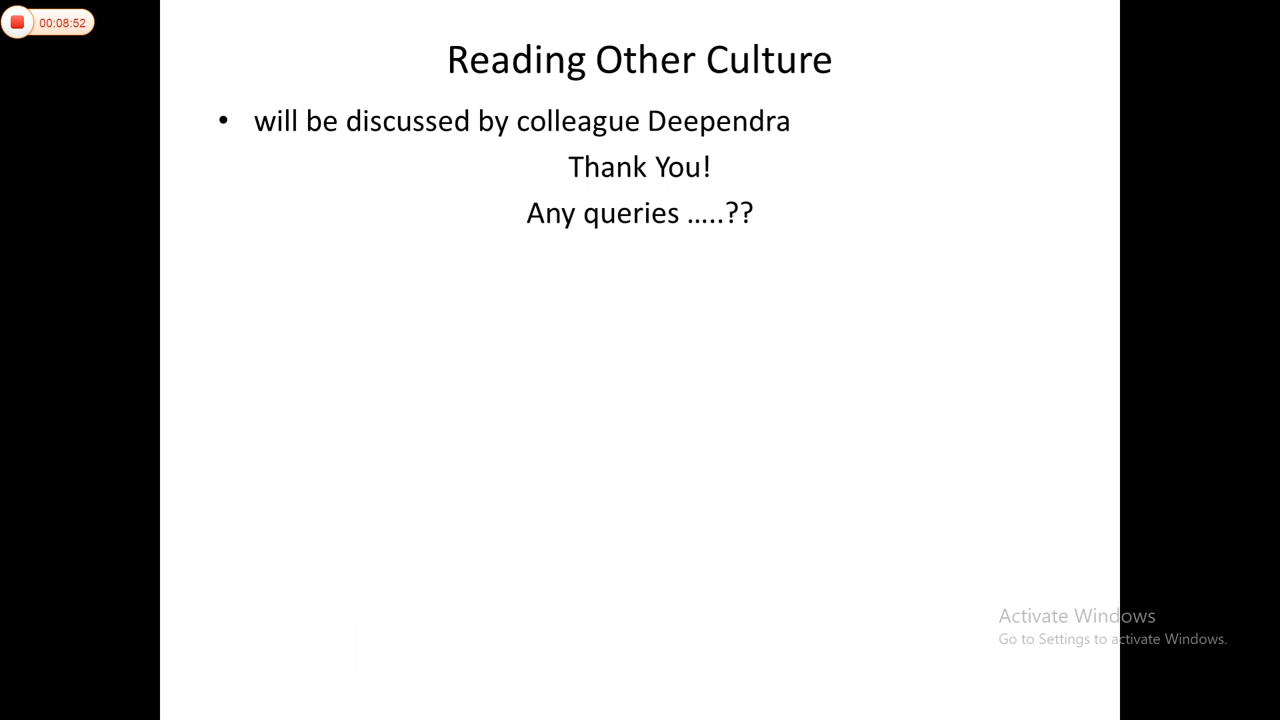 00:08:52
Reading Other Culture
• will be discussed by colleague Deependra
Thank You!
Any queries .....??
Activate Windows
Go to Settings to activate Windows.